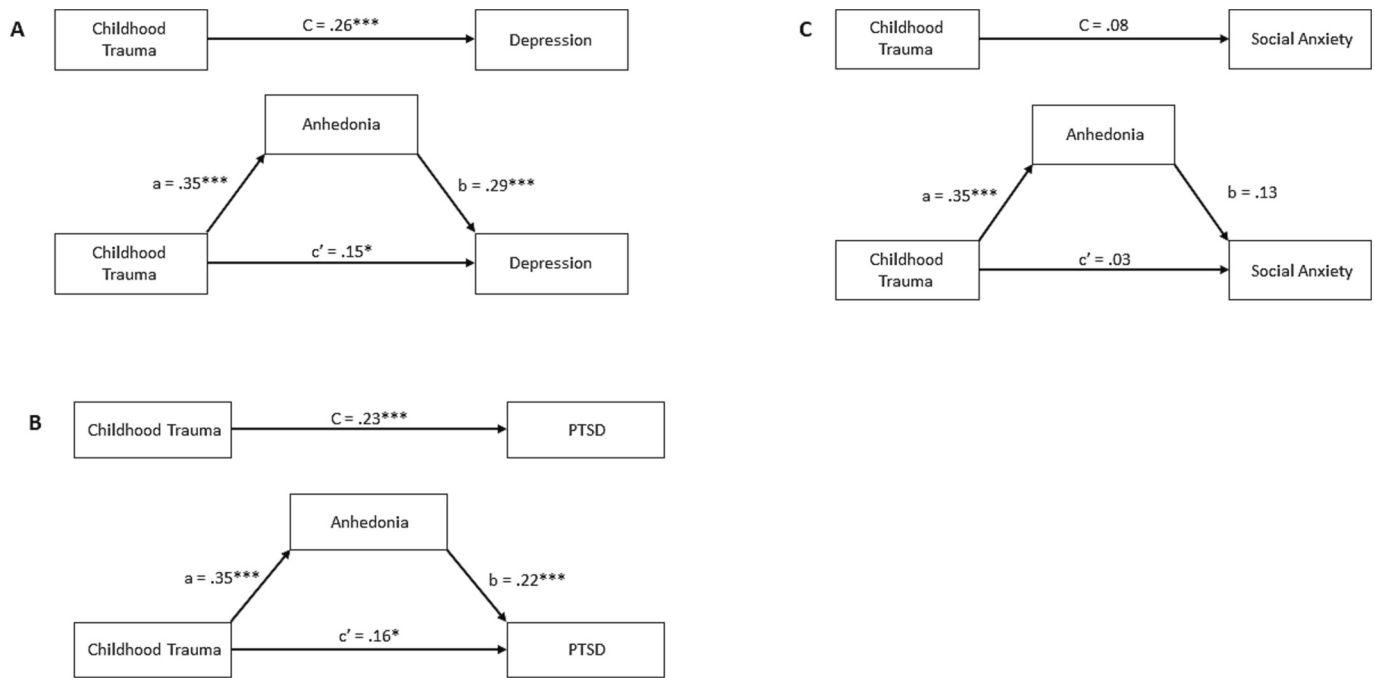 A
Childhood
Trauma
C = .26***
Depression
Anhedonia
a = .35***
b = .29***
Childhood
Trauma
c’ = .15*
Depression
B
Childhood Trauma
C = .23***
PTSD
Anhedonia
a = .35***
b = .22***
Childhood Trauma
c’ = .16*
PTSD
C
Childhood
Trauma
C = .08
Social Anxiety
Anhedonia
a = .35***
b = .13
Childhood
Trauma
c’ = .03
Social Anxiety